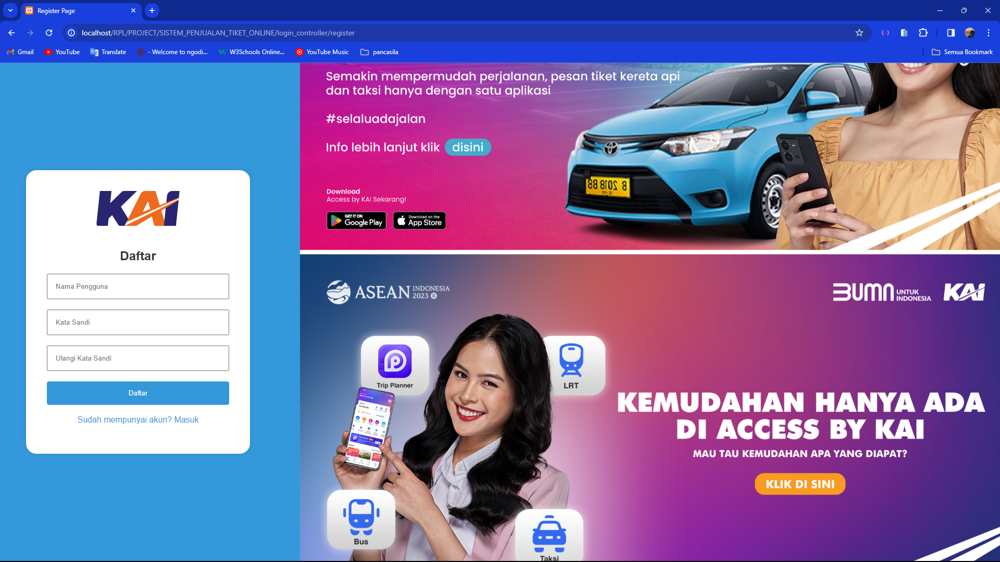 Register Page
localhost/RPL/PROJECT/SISTEM_PENJUALAN_TIKET_ONLINE/login_controller/register
Gmail
YouTube
Translate
- Welcome to ngodi...
W3Schools Online...
YouTube Music
pancasila
Semua Bookmark
KAI
Daftar
Nama Pengguna
Kata Sandi
Ulangi Kata Sandi
Daftar
Sudah mempunyai akun? Masuk
Semakin mempermudah perjalanan, pesan tiket kereta api
dan taksi hanya dengan satu aplikasi
#selaluadajalan
Info lebih lanjut klik disini
Download
Access by KAI Sekarang!
GET IT ON
Google Play
Download on the
App Store
ASEAN
INDONESIA
2023
BUMN
UNTUK
INDONESIA
KAI
Trip Planner
LRT
KEMUDAHAN HANYA ADA
DI ACCESS BY KAI
MAU TAU KEMUDAHAN APA YANG DIAPAT?
KLIK DI SINI
Bus
Taksi